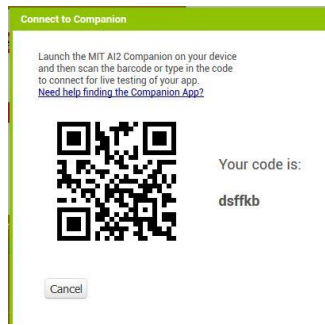 Connect to Companion
Launch the MIT AI2 Companion on your device
and then scan the barcode or type in the code
to connect for live testing of your app.
Need help finding the Companion App?
Your code is:
dsffkb
Cancel